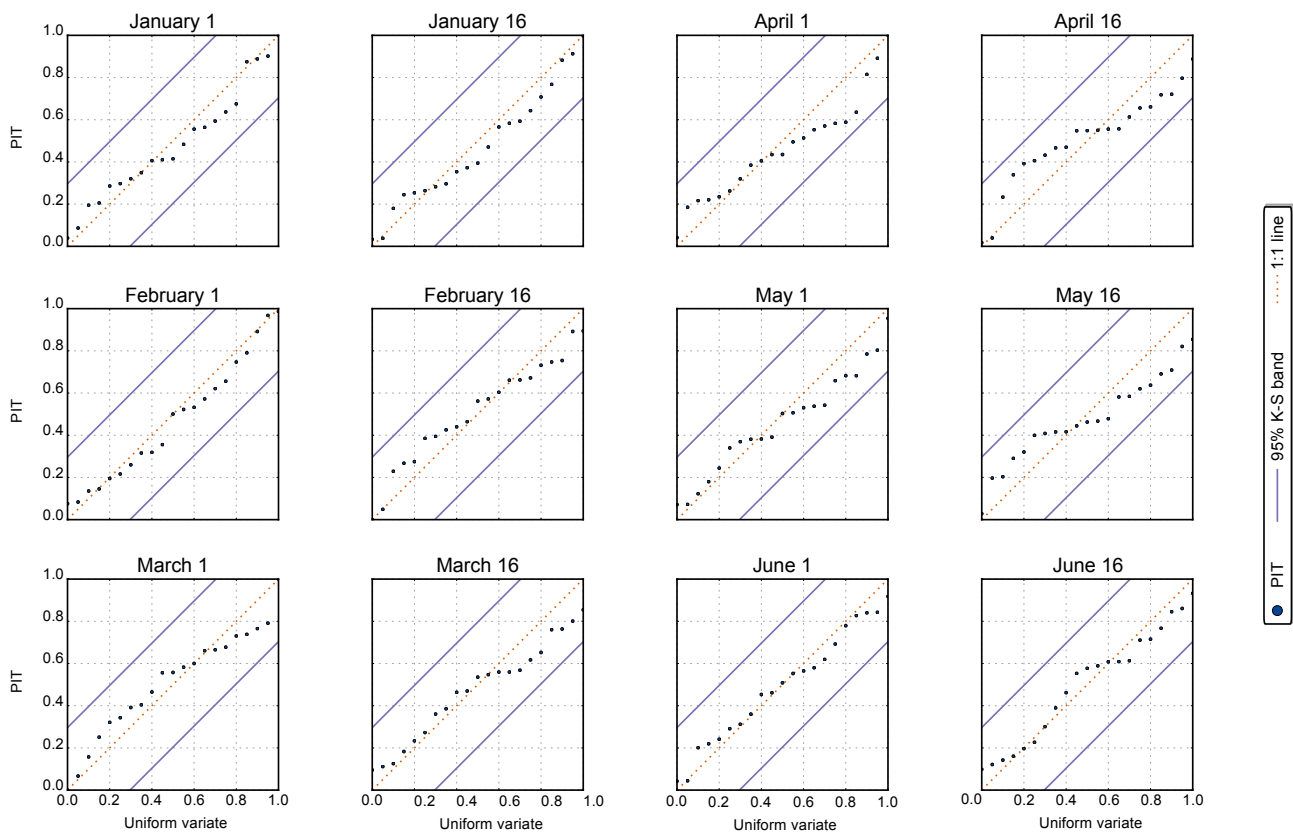 January 1
January 16
April 1
April 16
1.0
0.8
0.6
0.4
0.2
0.0
PIT
February 1
February 16
May 1
May 16
1.0
0.8
0.6
0.4
0.2
0.0
PIT
March 1
March 16
June 1
June 16
1.0
0.8
0.6
0.4
0.2
0.0
PIT
0.0 0.2 0.4 0.6 0.8 1.0
0.0 0.2 0.4 0.6 0.8 1.0
0.0 0.2 0.4 0.6 0.8 1.0
0.0 0.2 0.4 0.6 0.8 1.0
Uniform variate
Uniform variate
Uniform variate
Uniform variate
PIT 95% K-S band 1:1 line